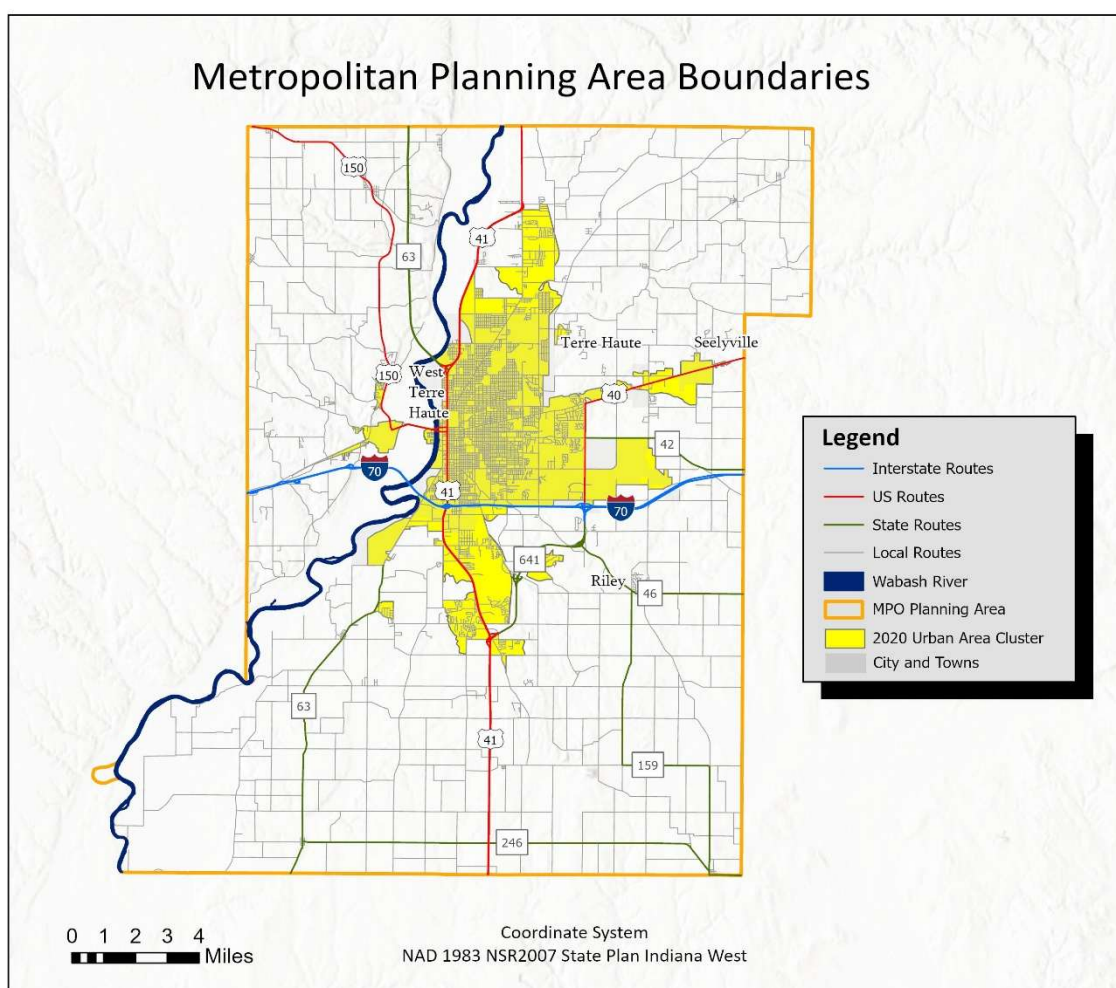 Metropolitan Planning Area Boundaries
150
41
63
Terre Haute
Seelyville
West
Terre
Haute
150
40
42
70
41
70
641
Riley
46
63
41
159
246
Legend
Interstate Routes
US Routes
State Routes
Local Routes
Wabash River
MPO Planning Area
2020 Urban Area Cluster
City and Towns
0 1 2 3 4
Miles
Coordinate System
NAD 1983 NSR2007 State Plan Indiana West